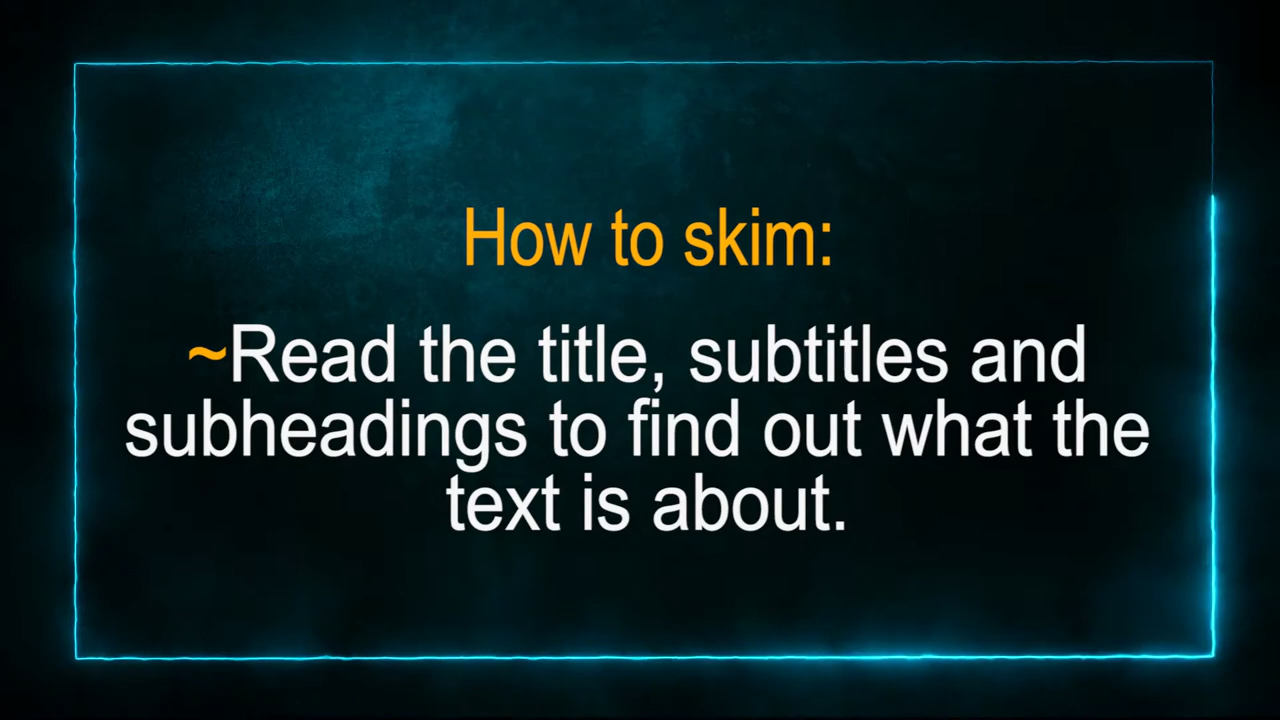 How to skim:
~Read the title, subtitles and
subheadings to find out what the
text is about.